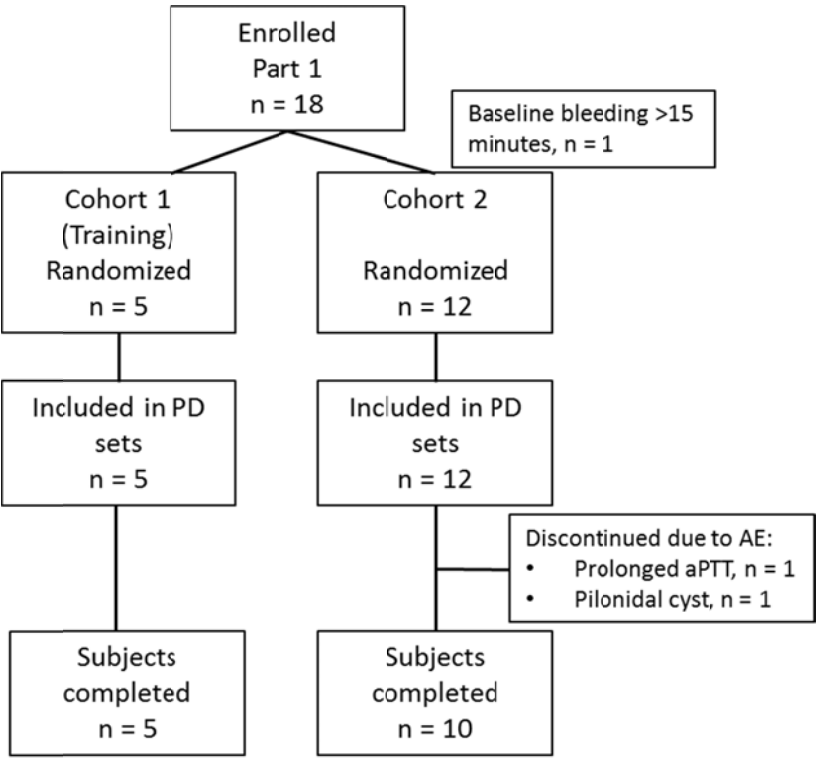 Enrolled
Part 1
n = 18
Baseline bleeding >15
minutes, n = 1
Cohort 1
(Training)
Randomized
n = 5
Cohort 2
Randomized
n = 12
Included in PD
sets
n = 5
Included in PD
sets
n = 12
Discontinued due to AE:
• Prolonged aPTT, n = 1
• Pilonidal cyst, n = 1
Subjects
completed
n = 5
Subjects
completed
n = 10